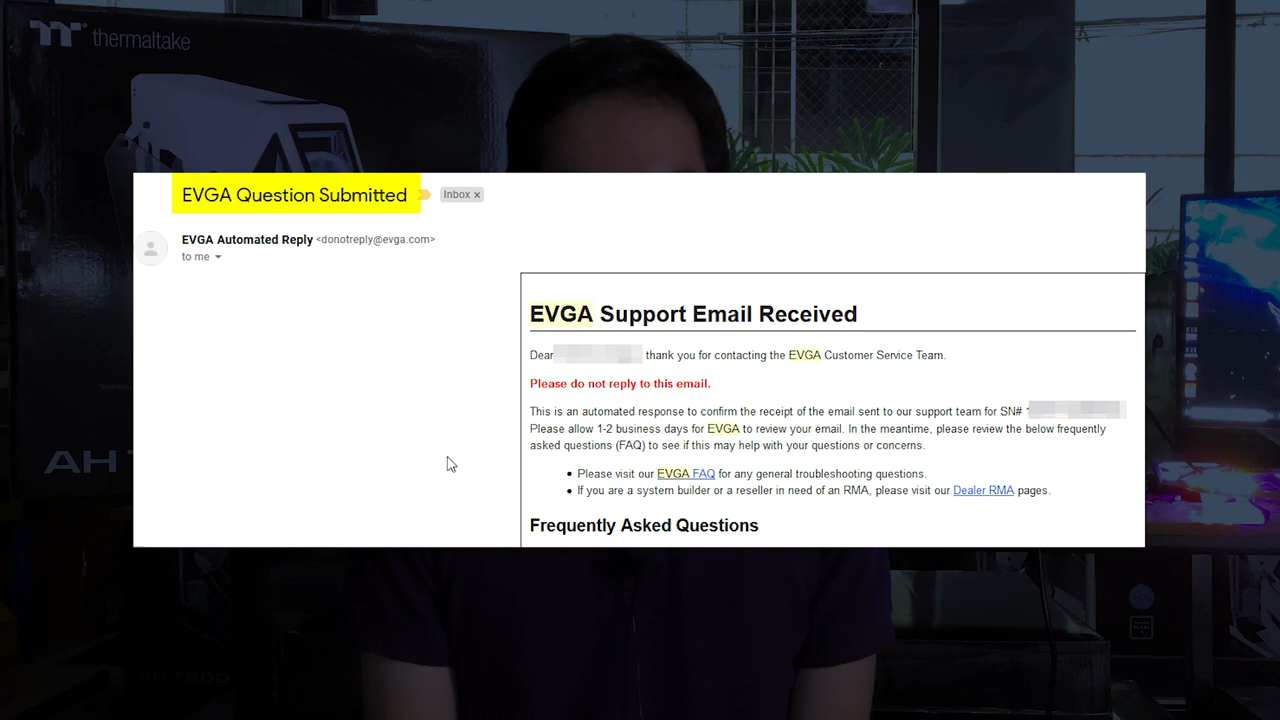 thermaltake
EVGA Question Submitted
Inbox x
EVGA Automated Reply <donotreply@evga.com>
to me
EVGA Support Email Received
Dear thank you for contacting the EVGA Customer Service Team.
Please do not reply to this email.
This is an automated response to confirm the receipt of the email sent to our support team for SN#
Please allow 1-2 business days for EVGA to review your email. In the meantime, please review the below frequently
asked questions (FAQ) to see if this may help with your questions or concerns.
• Please visit our EVGA FAQ for any general troubleshooting questions.
• If you are a system builder or a reseller in need of an RMA, please visit our Dealer RMA pages.
Frequently Asked Questions
AH T
AH T600